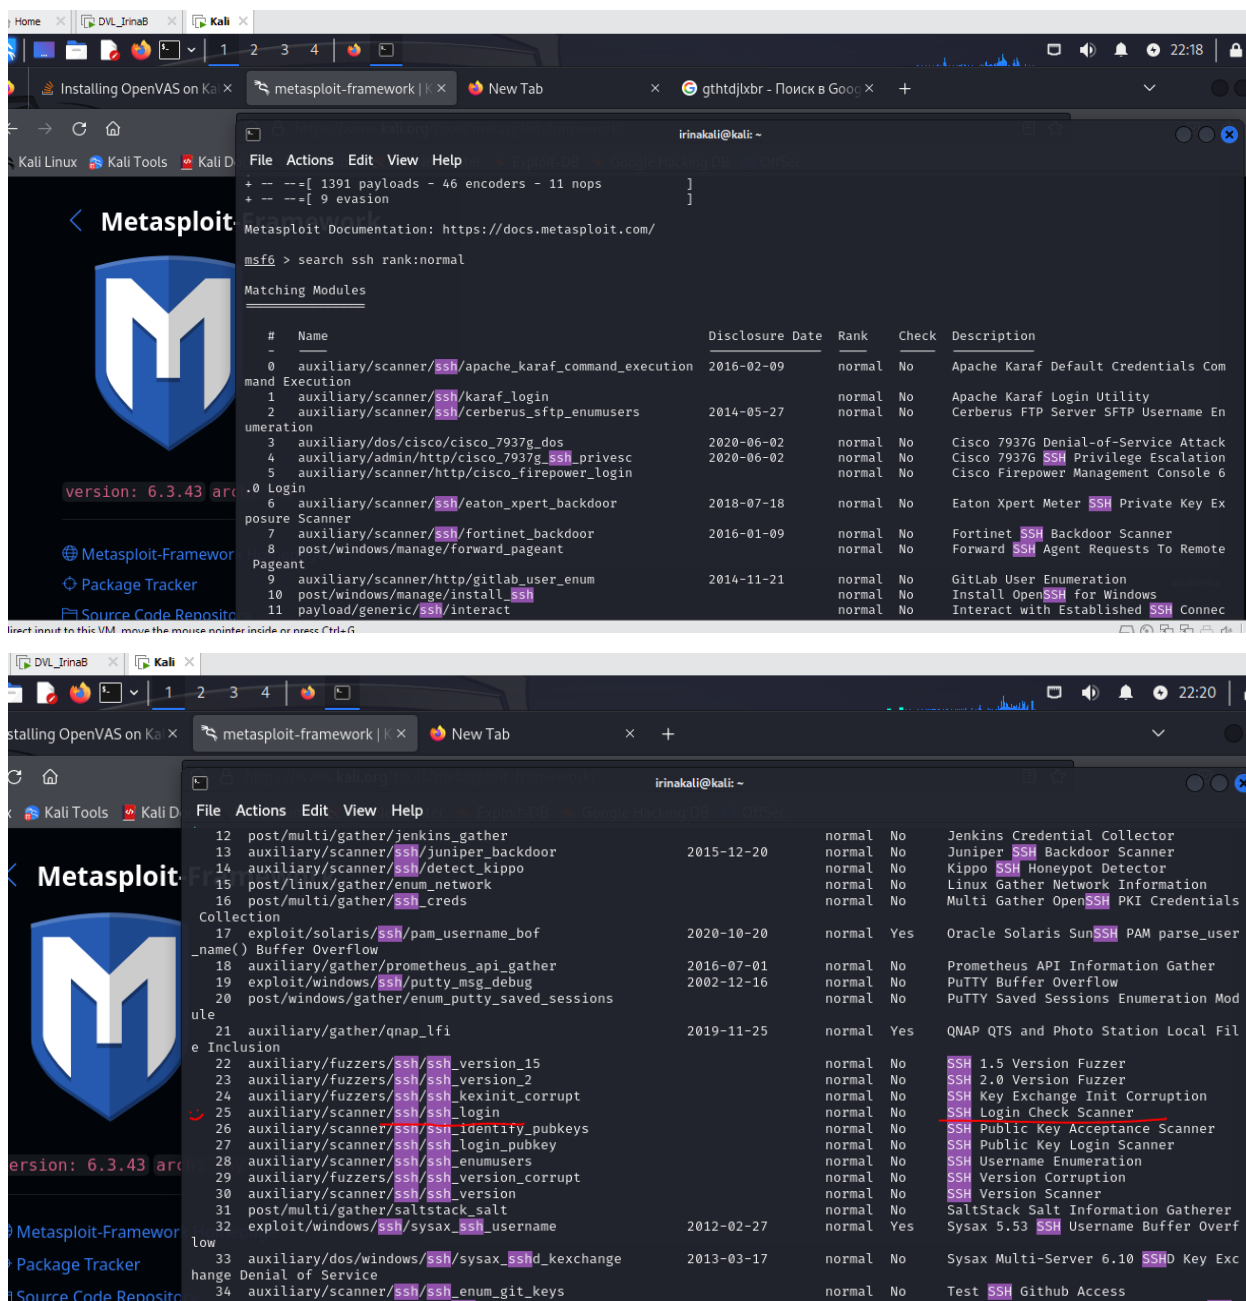 Home DVL_IrinaB Kali
1 2 3 4 22:18
Installing OpenVAS on Ka metasploit-framework | K New Tab gthtdjlxbr - Поиск в Goog
irinakali@kali: ~
Kali Linux Kali Tools Kali D
File Actions Edit View Help
+ -- --=[ 1391 payloads - 46 encoders - 11 nops ]
+ -- --=[ 9 evasion ]
Metasploit-Framework
Metasploit Documentation: https://docs.metasploit.com/
msf6 > search ssh rank:normal
Matching Modules
# Name Disclosure Date Rank Check Description
0 auxiliary/scanner/ssh/apache_karaf_command_execution 2016-02-09 normal No Apache Karaf Default Credentials Com
mand Execution
1 auxiliary/scanner/ssh/karaf_login normal No Apache Karaf Login Utility
2 auxiliary/scanner/ssh/cerberus_sftp_enumusers 2014-05-27 normal No Cerberus FTP Server SFTP Username En
umeration
3 auxiliary/dos/cisco/cisco_7937g_dos 2020-06-02 normal No Cisco 7937G Denial-of-Service Attack
4 auxiliary/admin/http/cisco_7937g_ssh_privesc 2020-06-02 normal No Cisco 7937G SSH Privilege Escalation
5 auxiliary/scanner/http/cisco_firepower_login normal No Cisco Firepower Management Console 6
.0 Login
6 auxiliary/scanner/ssh/eaton_xpert_backdoor 2018-07-18 normal No Eaton Xpert Meter SSH Private Key Ex
posure Scanner
7 auxiliary/scanner/ssh/fortinet_backdoor 2016-01-09 normal No Fortinet SSH Backdoor Scanner
8 post/windows/manage/forward_pageant normal No Forward SSH Agent Requests To Remote
Pageant
9 auxiliary/scanner/http/gitlab_user_enum 2014-11-21 normal No GitLab User Enumeration
10 post/windows/manage/install_ssh normal No Install OpenSSH for Windows
11 payload/generic/ssh/interact normal No Interact with Established SSH Connec
version: 6.3.43 arc
Metasploit-Framewor
Package Tracker
Source Code Reposito
direct input to this VM, move the mouse pointer inside or press Ctrl+G.
DVL_IrinaB Kali
1 2 3 4 22:20
stalling OpenVAS on Ka metasploit-framework | K New Tab
irinakali@kali: ~
Kali Tools Kali D
File Actions Edit View Help
12 post/multi/gather/jenkins_gather normal No Jenkins Credential Collector
13 auxiliary/scanner/ssh/juniper_backdoor 2015-12-20 normal No Juniper SSH Backdoor Scanner
14 auxiliary/scanner/ssh/detect_kippo normal No Kippo SSH Honeypot Detector
15 post/linux/gather/enum_network normal No Linux Gather Network Information
16 post/multi/gather/ssh_creds normal No Multi Gather OpenSSH PKI Credentials
Collection
17 exploit/solaris/ssh/pam_username_bof 2020-10-20 normal Yes Oracle Solaris SunSSH PAM parse_user
_name() Buffer Overflow
18 auxiliary/gather/prometheus_api_gather 2016-07-01 normal No Prometheus API Information Gather
19 exploit/windows/ssh/putty_msg_debug 2002-12-16 normal No PuTTY Buffer Overflow
20 post/windows/gather/enum_putty_saved_sessions normal No PuTTY Saved Sessions Enumeration Mod
ule
21 auxiliary/gather/qnap_lfi 2019-11-25 normal Yes QNAP QTS and Photo Station Local Fil
e Inclusion
22 auxiliary/fuzzers/ssh/ssh_version_15 normal No SSH 1.5 Version Fuzzer
23 auxiliary/fuzzers/ssh/ssh_version_2 normal No SSH 2.0 Version Fuzzer
24 auxiliary/fuzzers/ssh/ssh_kexinit_corrupt normal No SSH Key Exchange Init Corruption
25 auxiliary/scanner/ssh/ssh_login normal No SSH Login Check Scanner
26 auxiliary/scanner/ssh/ssh_identify_pubkeys normal No SSH Public Key Acceptance Scanner
27 auxiliary/scanner/ssh/ssh_login_pubkey normal No SSH Public Key Login Scanner
28 auxiliary/scanner/ssh/ssh_enumusers normal No SSH Username Enumeration
29 auxiliary/fuzzers/ssh/ssh_version_corrupt normal No SSH Version Corruption
30 auxiliary/scanner/ssh/ssh_version normal No SSH Version Scanner
31 post/multi/gather/saltstack_salt normal No SaltStack Salt Information Gatherer
32 exploit/windows/ssh/sysax_ssh_username 2012-02-27 normal Yes Sysax 5.53 SSH Username Buffer Overf
low
33 auxiliary/dos/windows/ssh/sysax_sshd_kexchange 2013-03-17 normal No Sysax Multi-Server 6.10 SSHD Key Exc
hange Denial of Service
34 auxiliary/scanner/ssh/ssh_enum_git_keys normal No Test SSH Github Access
Metasploit-Fr
ersion: 6.3.43 arc
Metasploit-Framewor
Package Tracker
Source Code Reposito